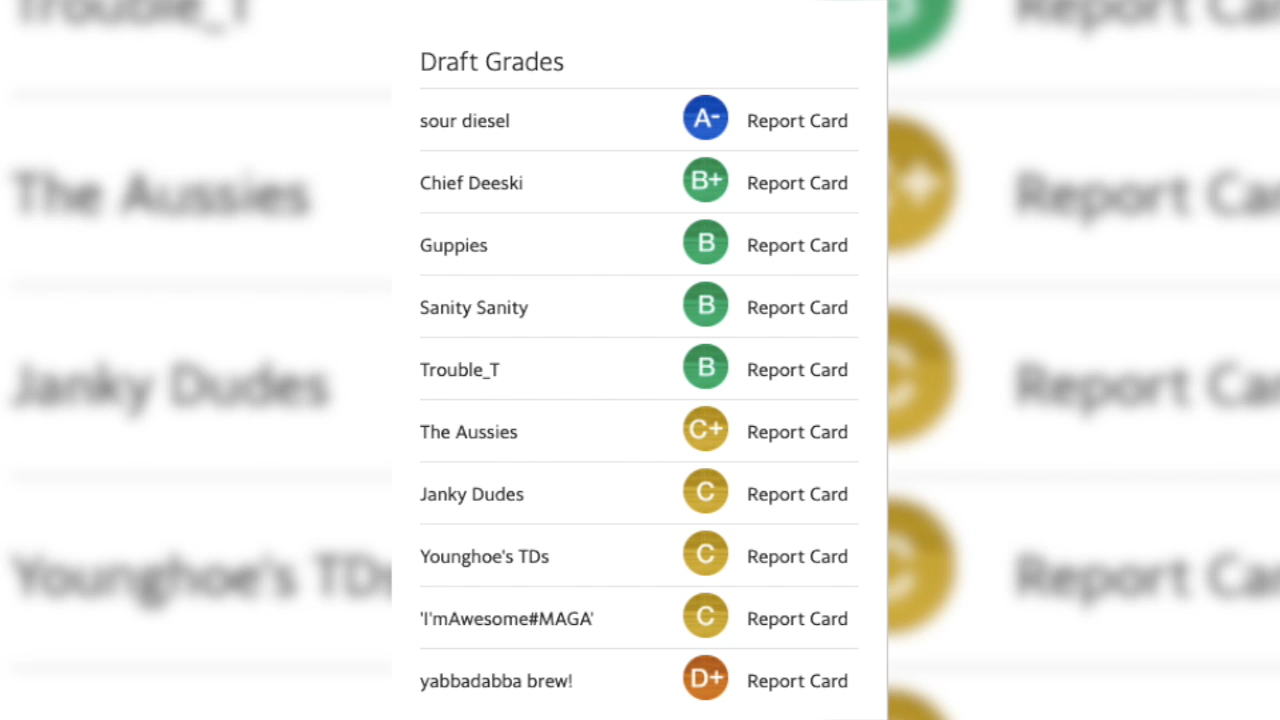 Draft Grades
sour diesel A- Report Card
Chief Deeski B+ Report Card
Guppies B Report Card
Sanity Sanity B Report Card
Trouble_T B Report Card
The Aussies C+ Report Card
Janky Dudes C Report Card
Younghoe's TDs C Report Card
'I'mAwesome#MAGA' C Report Card
yabbadabba brew! D+ Report Card